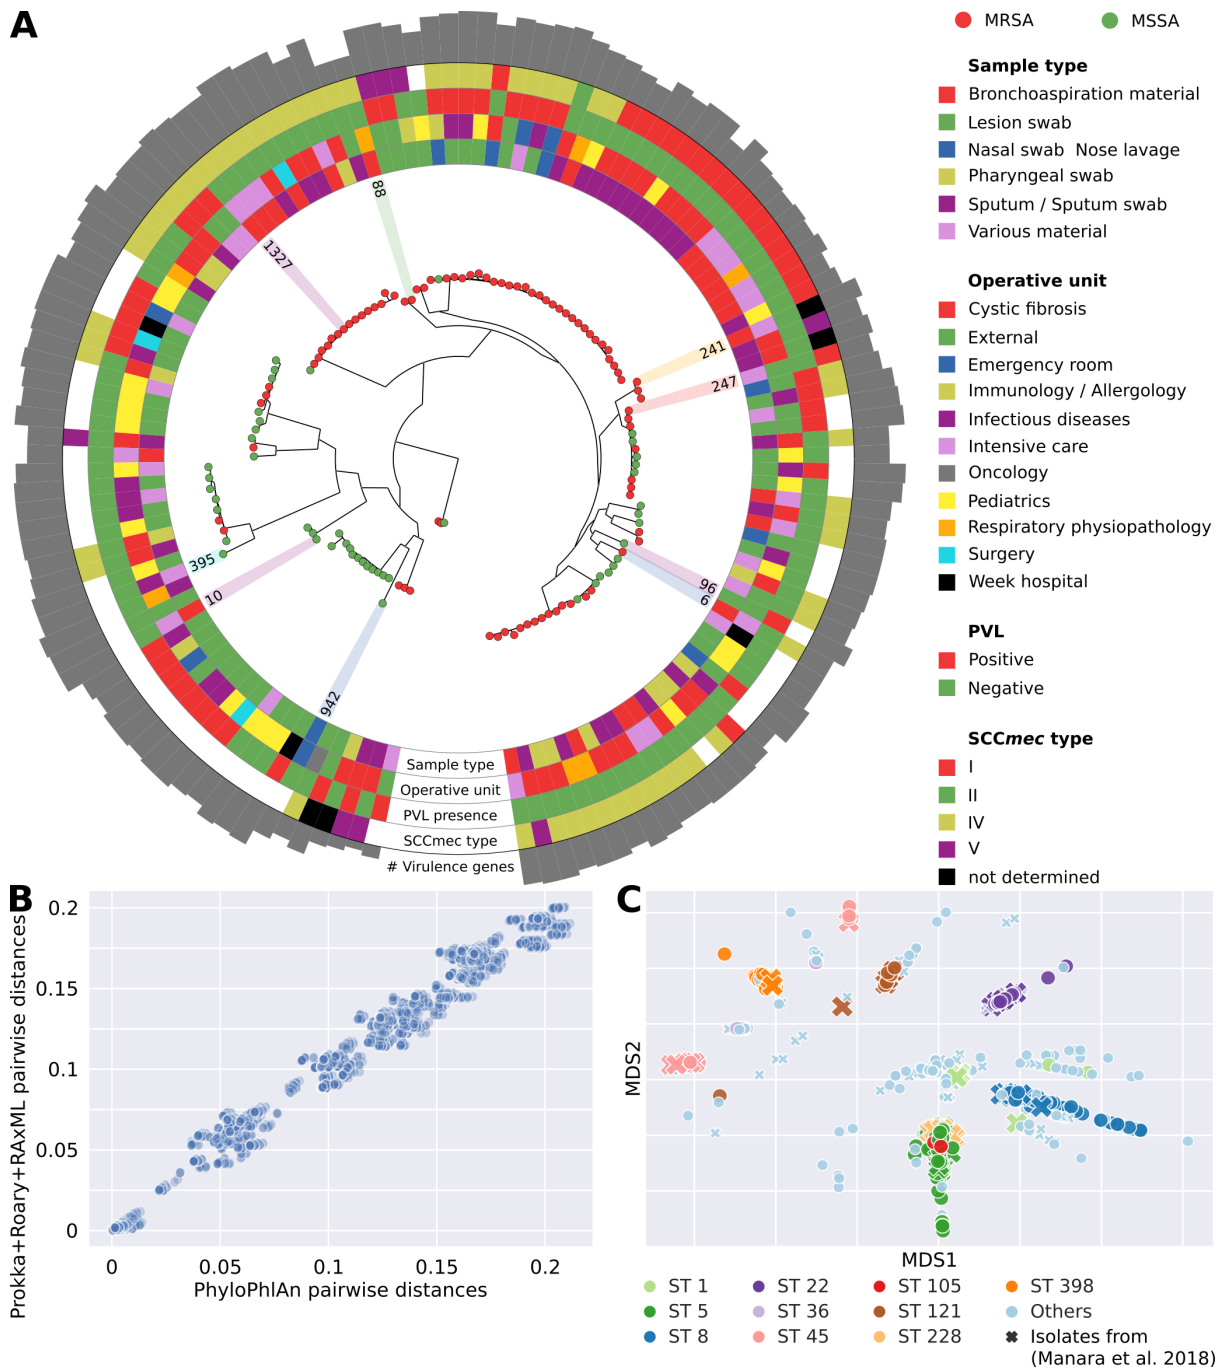 A
MRSA
MSSA
Sample type
Bronchoaspiration material
Lesion swab
Nasal swab  Nose lavage
Pharyngeal swab
Sputum / Sputum swab
Various material
Operative unit
Cystic fibrosis
External
Emergency room
Immunology / Allergology
Infectious diseases
Intensive care
Oncology
Pediatrics
Respiratory physiopathology
Surgery
Week hospital
PVL
Positive
Negative
SCCmec type
I
II
IV
V
not determined
88
1327
241
247
395
10
96
6
942
Sample type
Operative unit
PVL presence
SCCmec type
# Virulence genes
B
Prokka+Roary+RAxML pairwise distances
0.2
0.15
0.1
0.05
0
0
0.05
0.1
0.15
0.2
PhyloPhlAn pairwise distances
C
MDS2
MDS1
ST 1
ST 22
ST 105
ST 398
ST 5
ST 36
ST 121
Others
ST 8
ST 45
ST 228
Isolates from
(Manara et al. 2018)